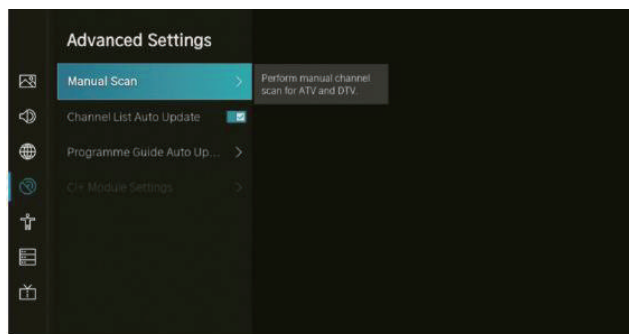 Advanced Settings
Manual Scan
Perform manual channel
scan for ATV and DTV.
Channel List Auto Update
Programme Guide Auto Up...
CI+ Module Settings